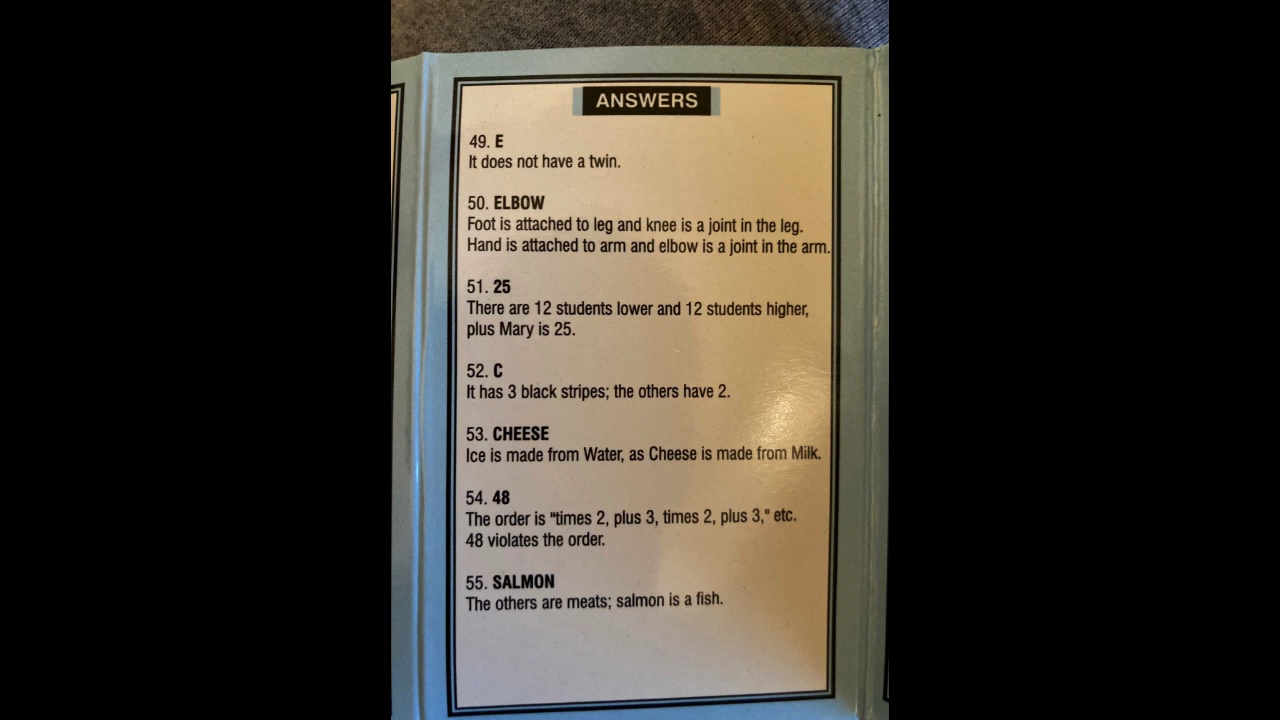 ANSWERS
49. E
It does not have a twin.
50. ELBOW
Foot is attached to leg and knee is a joint in the leg.
Hand is attached to arm and elbow is a joint in the arm.
51. 25
There are 12 students lower and 12 students higher,
plus Mary is 25.
52. C
It has 3 black stripes; the others have 2.
53. CHEESE
Ice is made from Water, as Cheese is made from Milk.
54. 48
The order is "times 2, plus 3, times 2, plus 3," etc.
48 violates the order.
55. SALMON
The others are meats; salmon is a fish.